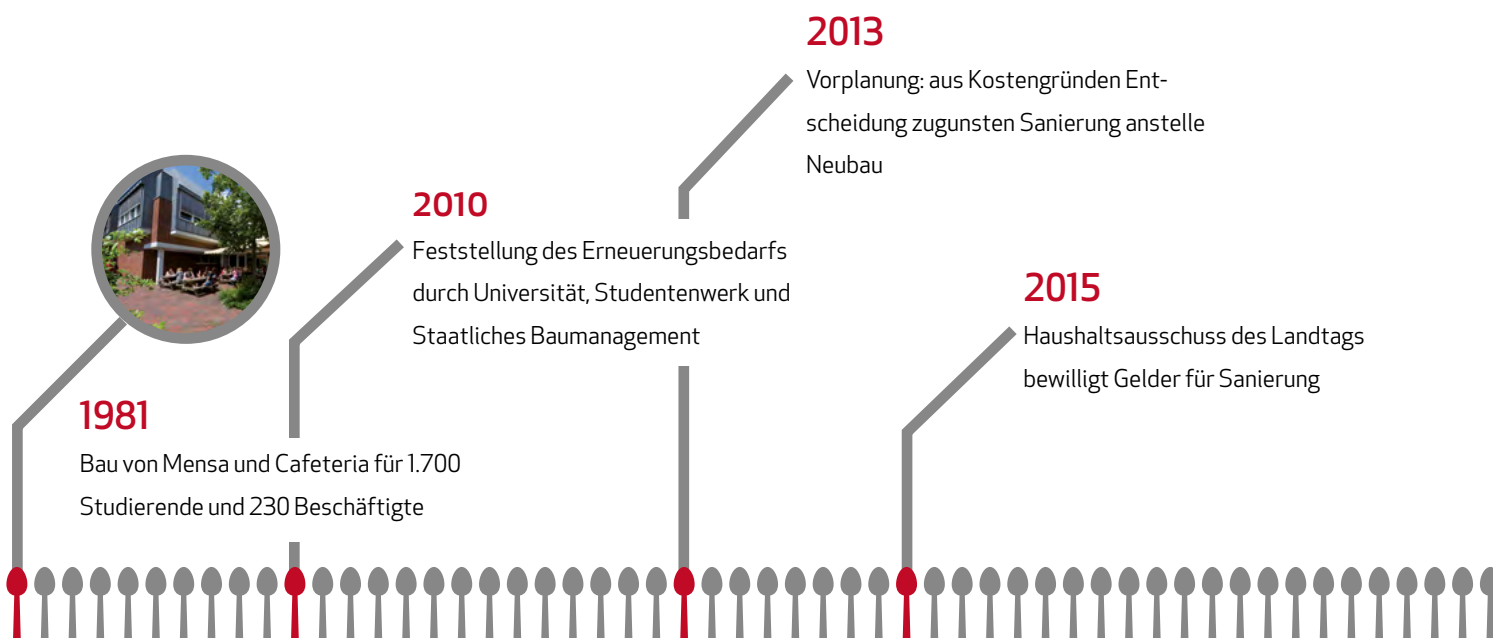 1981
Bau von Mensa und Cafeteria für 1.700
Studierende und 230 Beschäftigte
2010
Feststellung des Erneuerungsbedarfs
durch Universität, Studentenwerk und
Staatliches Baumanagement
2013
Vorplanung: aus Kostengründen Ent-
scheidung zugunsten Sanierung anstelle
Neubau
2015
Haushaltsausschuss des Landtags
bewilligt Gelder für Sanierung